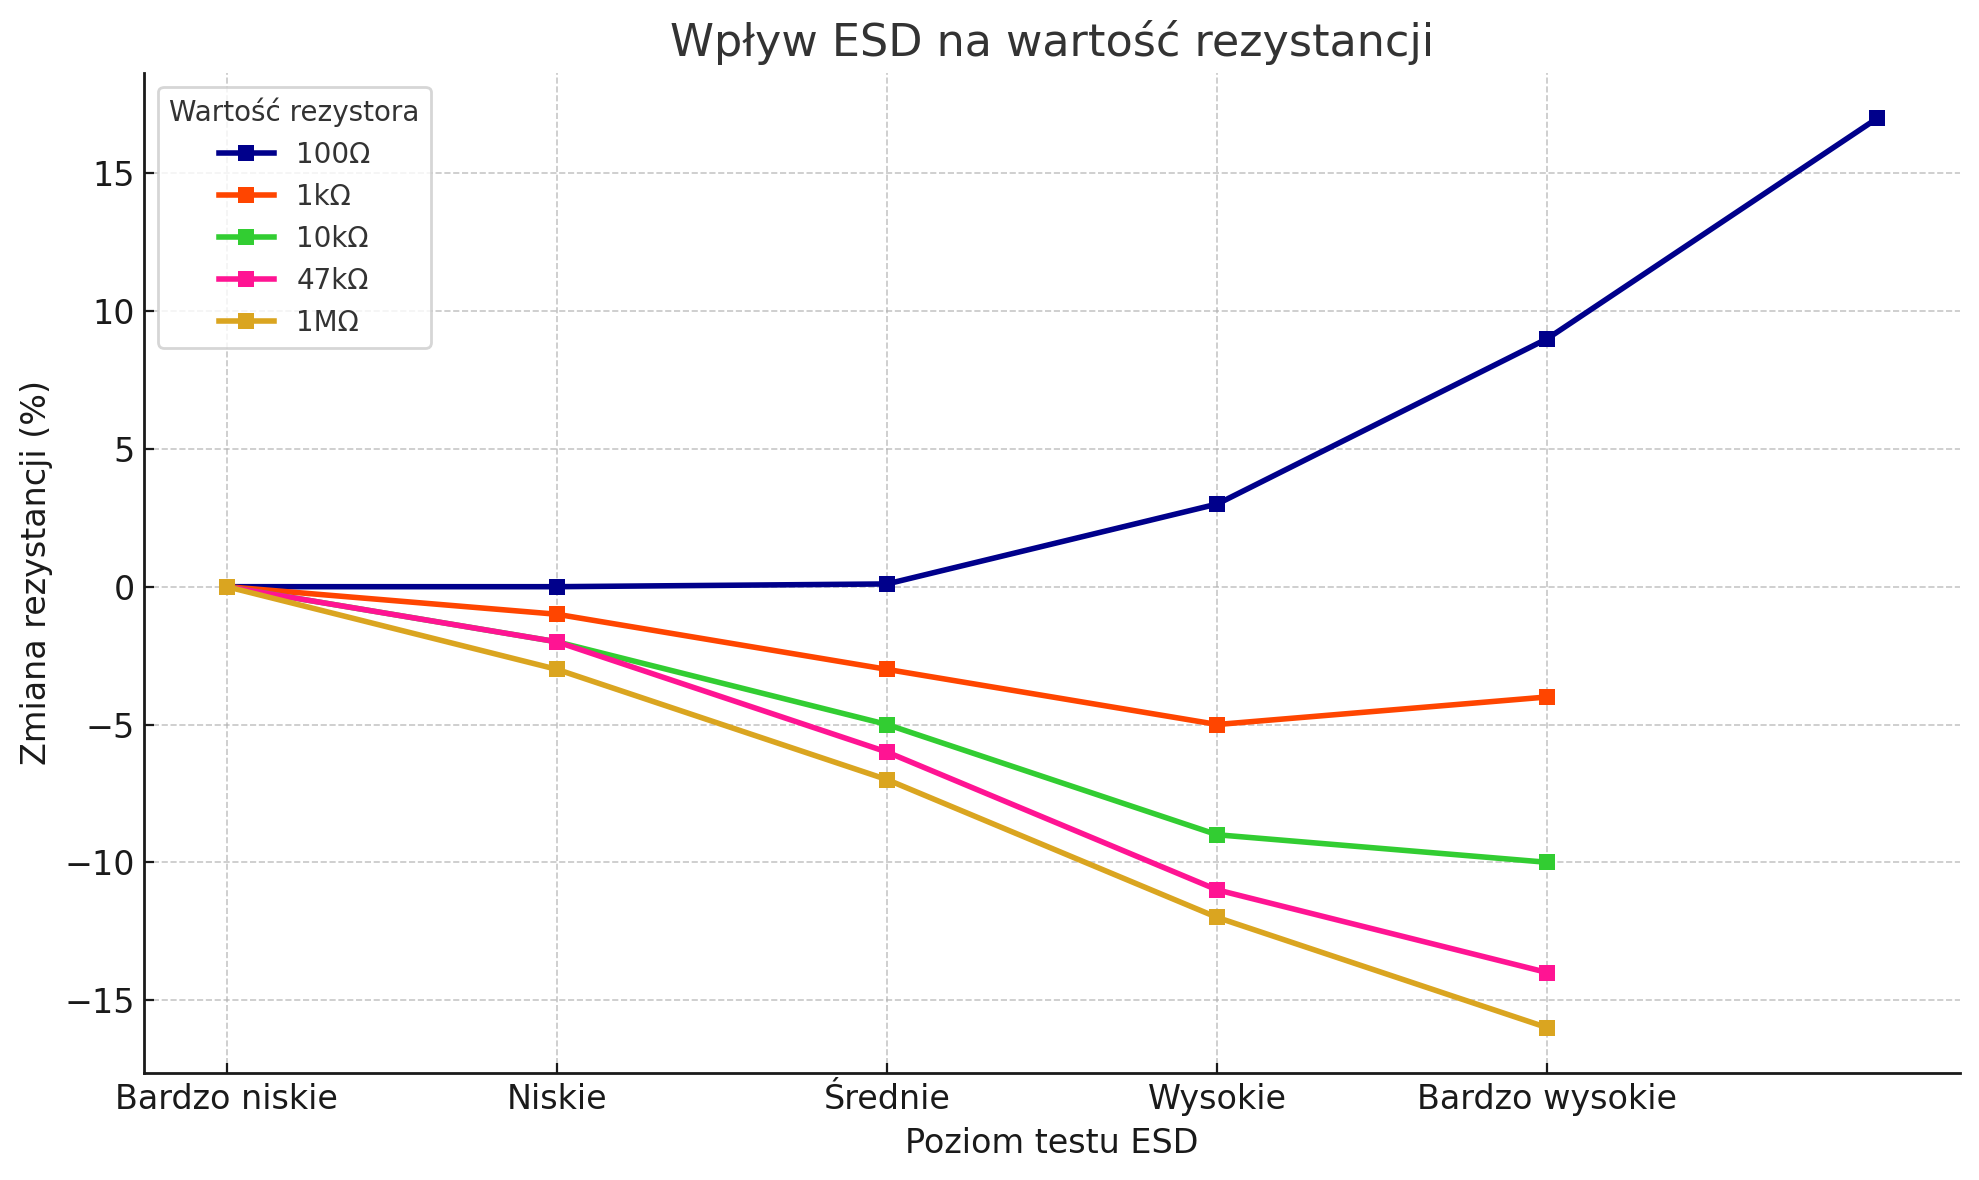 Wpływ ESD na wartość rezystancji
Wartość rezystora
100Ω
1kΩ
10kΩ
47kΩ
1MΩ
Zmiana rezystancji (%)
15
10
5
0
−5
−10
−15
Bardzo niskie
Niskie
Średnie
Wysokie
Bardzo wysokie
Poziom testu ESD